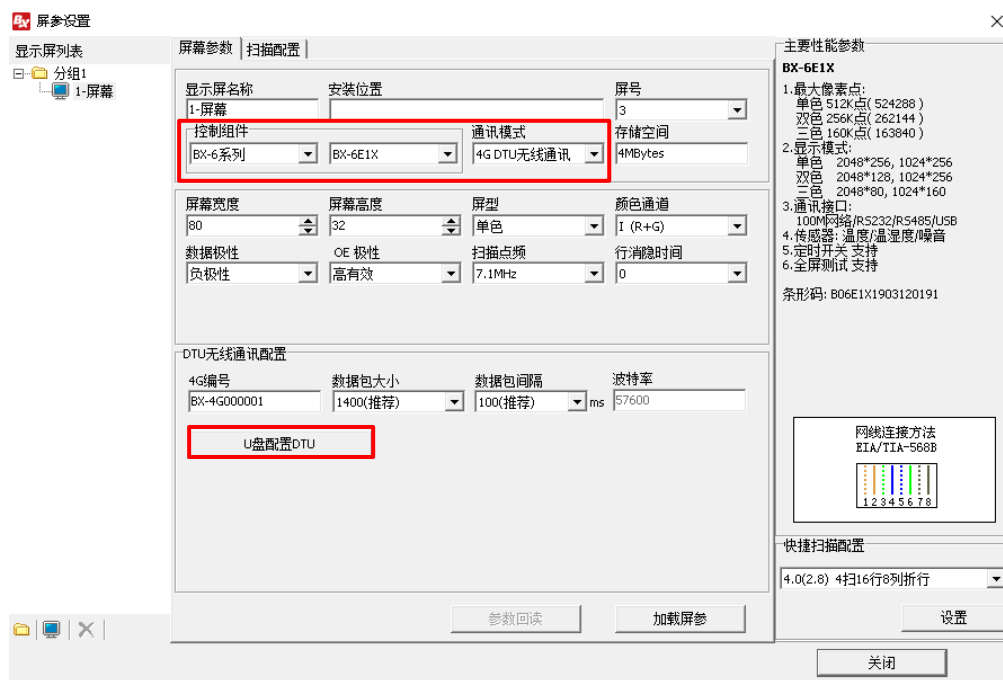 BX 屏参设置
显示屏列表
分组1
1-屏幕
屏幕参数 扫描配置
显示屏名称 安装位置 屏号
1-屏幕 3
控制组件 通讯模式 存储空间
BX-6系列 BX-6E1X 4G DTU无线通讯 4MBytes
屏幕宽度 屏幕高度 屏型 颜色通道
80 32 单色 I (R+G)
数据极性 OE 极性 扫描点频 行消隐时间
负极性 高有效 7.1MHz 0
DTU无线通讯配置
4G编号 数据包大小 数据包间隔 波特率
BX-4G000001 1400(推荐) 100(推荐) ms 57600
U盘配置DTU
参数回读 加载屏参
主要性能参数
BX-6E1X
1.最大像素点:
单色 512K点( 524288 )
双色 256K点( 262144 )
三色 160K点( 163840 )
2.显示模式:
单色 2048*256, 1024*256
双色 2048*128, 1024*256
三色 2048*80, 1024*160
3.通讯接口:
100M网络/RS232/RS485/USB
4.传感器: 温度/温湿度/噪音
5.定时开关 支持
6.全屏测试 支持
条形码: B06E1X1903120191
网线连接方法
EIA/TIA-568B
1 2 3 4 5 6 7 8
快捷扫描配置
4.0(2.8) 4扫16行8列折行
设置
关闭